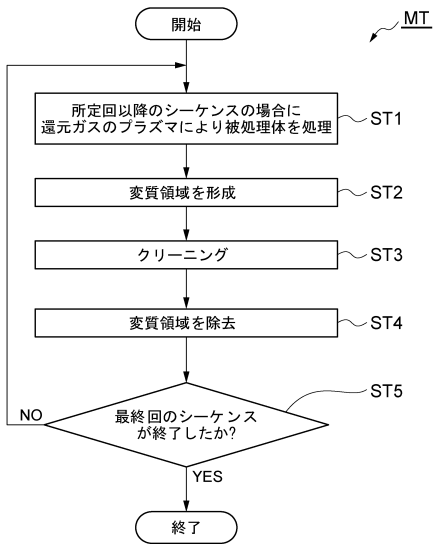 開始
MT
所定回以降のシーケンスの場合に
還元ガスのプラズマにより被処理体を処理
ST1
変質領域を形成
ST2
クリーニング
ST3
変質領域を除去
ST4
ST5
最終回のシーケンス
が終了したか?
NO
YES
終了